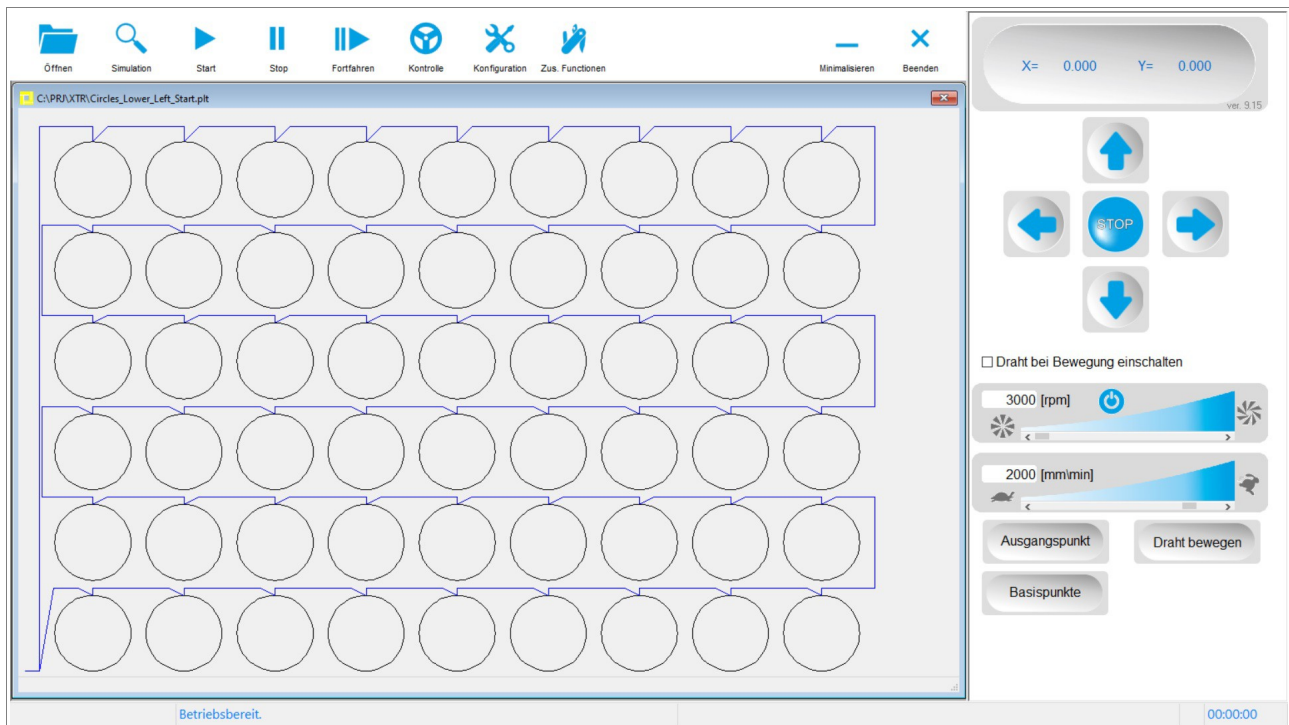 Öffnen Simulation Start Stop Fortfahren Kontrolle Konfiguration Zus. Functionen Minimalisieren Beenden
C:\PRJ\XTR\Circles_Lower_Left_Start.plt
X= 0.000 Y= 0.000
ver. 9.15
STOP
Draht bei Bewegung einschalten
3000 [rpm]
2000 [mm\min]
Ausgangspunkt Draht bewegen
Basispunkte
Betriebsbereit. 00:00:00